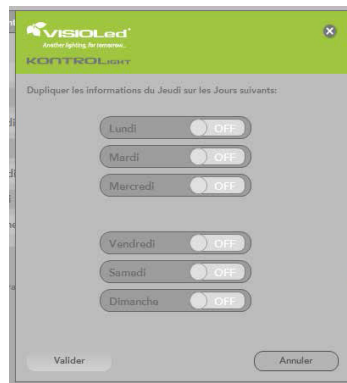 VISIOLED
Another lighting, for tomorrow..
KONTROLIGHT
Dupliquer les informations du Jeudi sur les Jours suivants:
Lundi OFF
Mardi OFF
Mercredi OFF
Vendredi OFF
Samedi OFF
Dimanche OFF
Valider Annuler